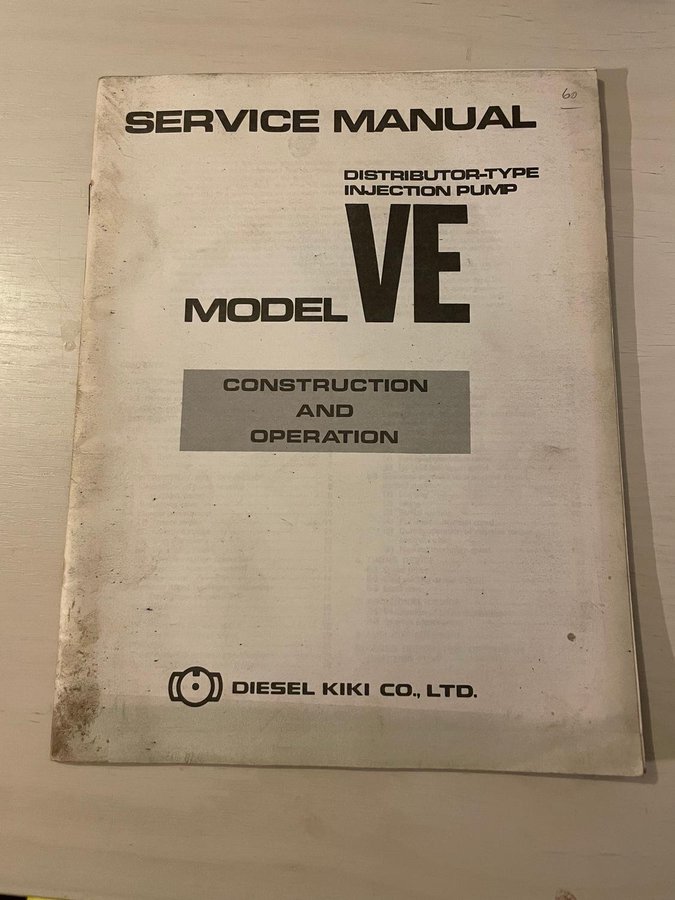 60
SERVICE MANUAL
DISTRIBUTOR-TYPE
INJECTION PUMP
MODEL VE
CONSTRUCTION
AND
OPERATION
DIESEL KIKI CO., LTD.